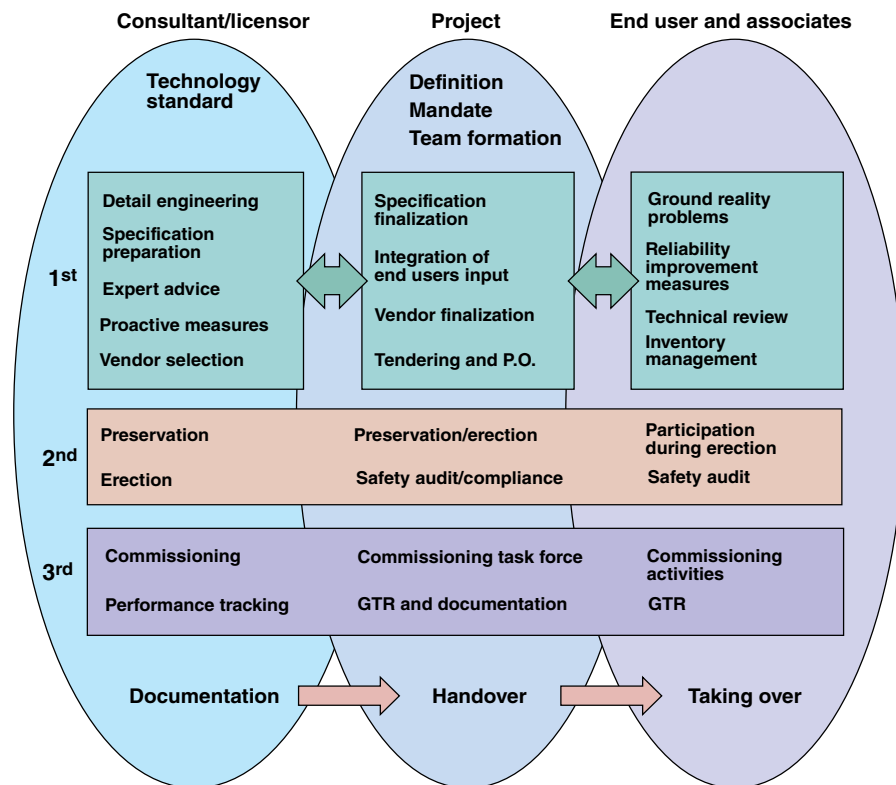 Consultant/licensor
Project
End user and associates
Technology
standard
Definition
Mandate
Team formation
1st
Detail engineering
Specification
preparation
Expert advice
Proactive measures
Vendor selection
Specification
finalization
Integration of
end users input
Vendor finalization
Tendering and P.O.
Ground reality
problems
Reliability
improvement
measures
Technical review
Inventory
management
2nd
Preservation
Erection
Preservation/erection
Safety audit/compliance
Participation
during erection
Safety audit
3rd
Commissioning
Performance tracking
Commissioning task force
GTR and documentation
Commissioning
activities
GTR
Documentation
Handover
Taking over